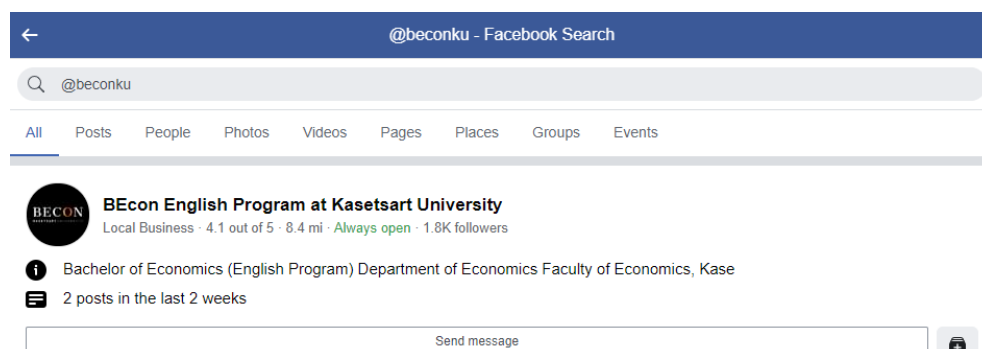 @beconku - Facebook Search
@beconku
All Posts People Photos Videos Pages Places Groups Events
BECON
BEcon English Program at Kasetsart University
Local Business · 4.1 out of 5 · 8.4 mi · Always open · 1.8K followers
Bachelor of Economics (English Program) Department of Economics Faculty of Economics, Kase
2 posts in the last 2 weeks
Send message